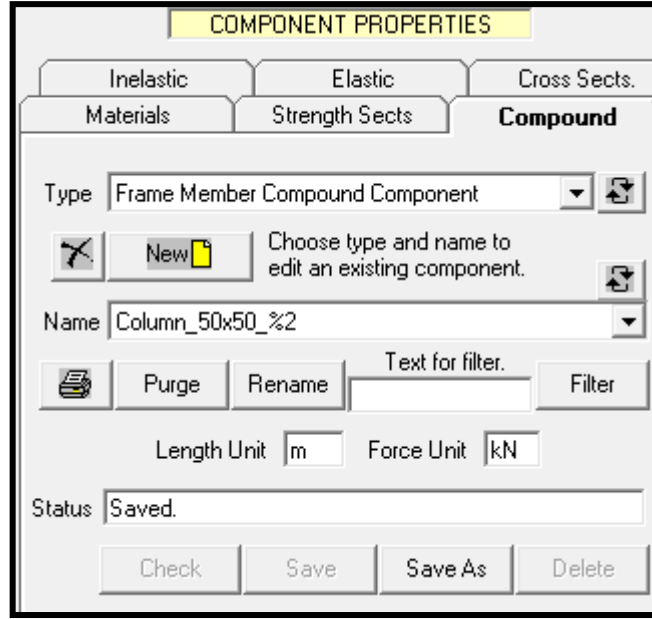 COMPONENT PROPERTIES
Inelastic Elastic Cross Sects.
Materials Strength Sects Compound
Type Frame Member Compound Component
New Choose type and name to
edit an existing component.
Name Column_50x50_%2
Text for filter.
Purge Rename Filter
Length Unit m Force Unit kN
Status Saved.
Check Save Save As Delete